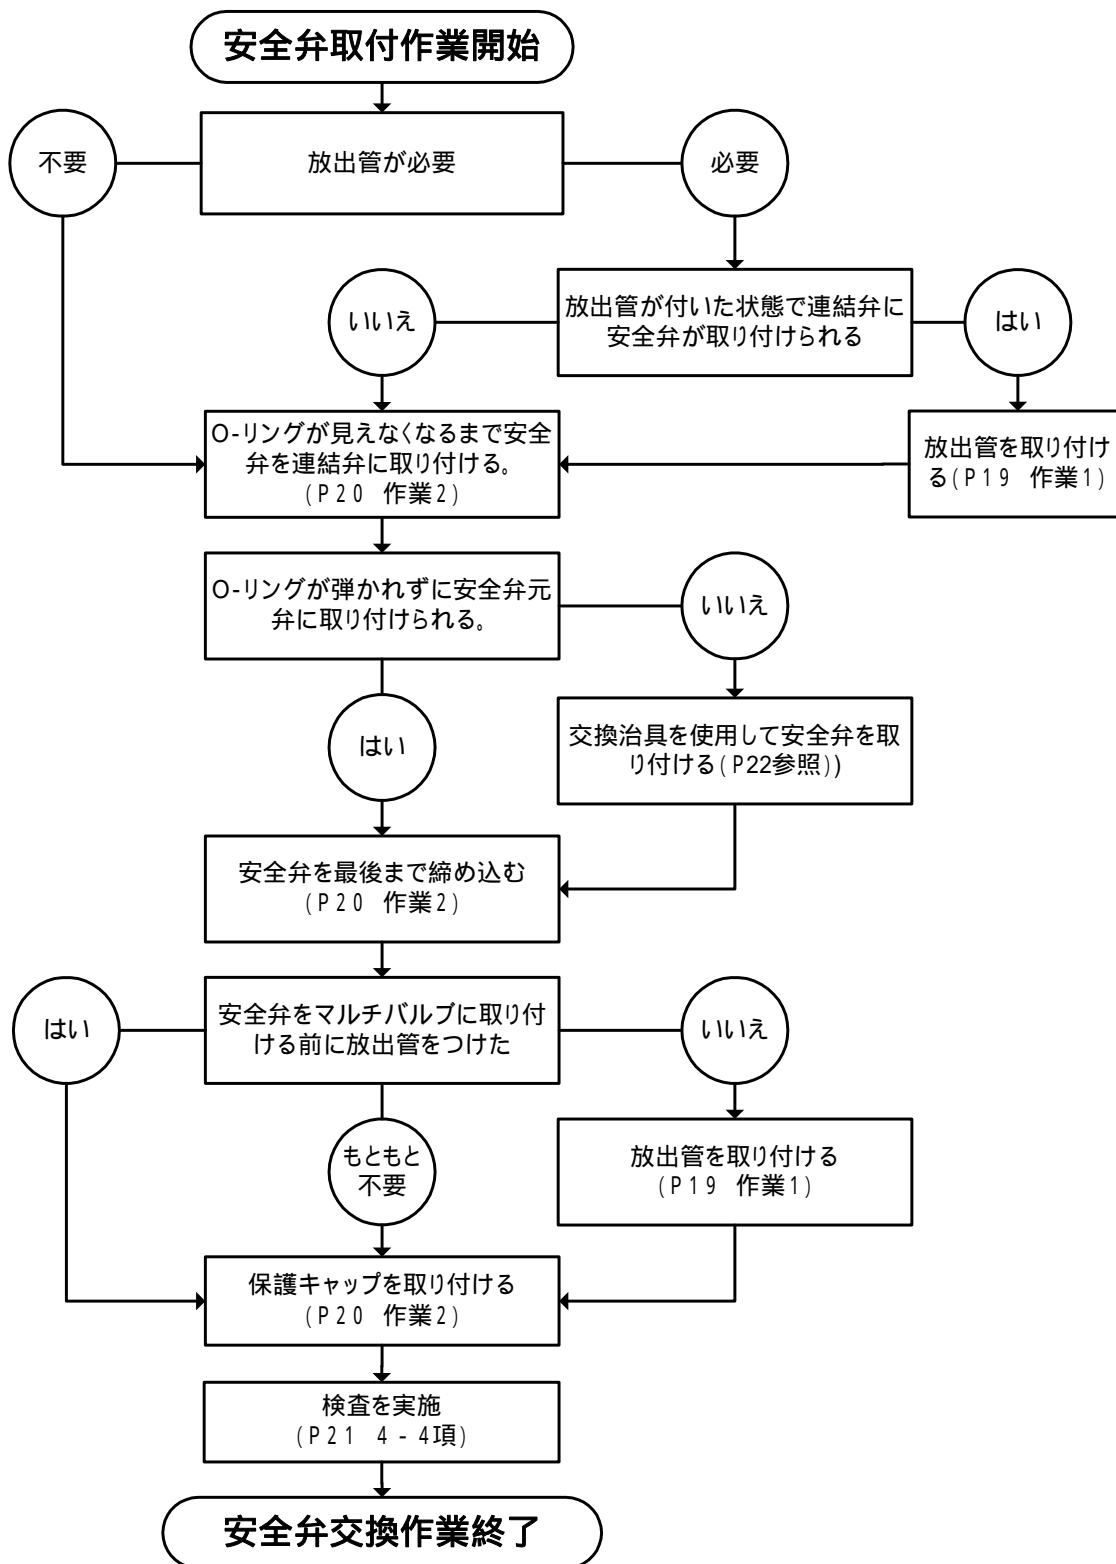 安全弁取付作業開始
不要
放出管が必要
必要
放出管が付いた状態で連結弁に
安全弁が取り付けられる
いいえ
はい
O-リングが見えなくなるまで安全
弁を連結弁に取り付ける。
(P20 作業2)
放出管を取り付け
る(P19 作業1)
O-リングが弾かれずに安全弁元
弁に取り付けられる。
いいえ
はい
交換治具を使用して安全弁を取
り付ける(P22参照))
安全弁を最後まで締め込む
(P20 作業2)
はい
安全弁をマルチバルブに取り付
ける前に放出管をつけた
いいえ
もともと
不要
放出管を取り付ける
(P19 作業1)
保護キャップを取り付ける
(P20 作業2)
検査を実施
(P21 4-4項)
安全弁交換作業終了